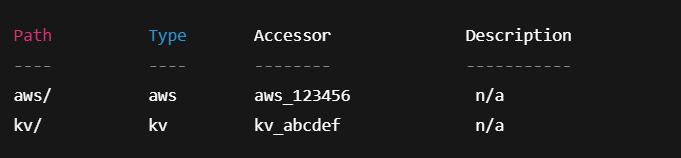 Path Type Accessor Description
---- ---- -------- -----------
aws/ aws aws_123456 n/a
kv/ kv kv_abcdef n/a